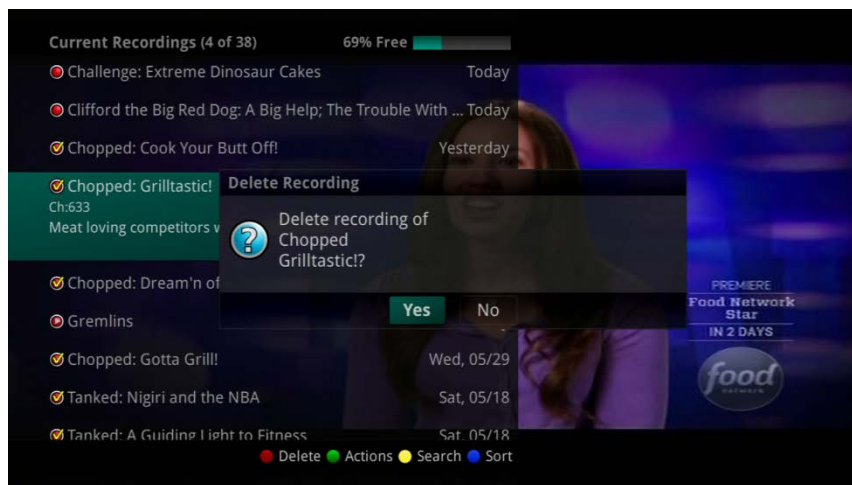 Current Recordings (4 of 38) 69% Free
Challenge: Extreme Dinosaur Cakes Today
Clifford the Big Red Dog: A Big Help; The Trouble With ... Today
Chopped: Cook Your Butt Off! Yesterday
Chopped: Grilltastic!
Ch:633
Meat loving competitors
Delete Recording
Delete recording of
Chopped
Grilltastic!?
Yes No
Chopped: Dream'n of
Gremlins
Chopped: Gotta Grill! Wed, 05/29
Tanked: Nigiri and the NBA Sat, 05/18
Tanked: A Guiding Light to Fitness Sat, 05/18
Delete Actions Search Sort
PREMIERE
Food Network
Star
IN 2 DAYS
food
network